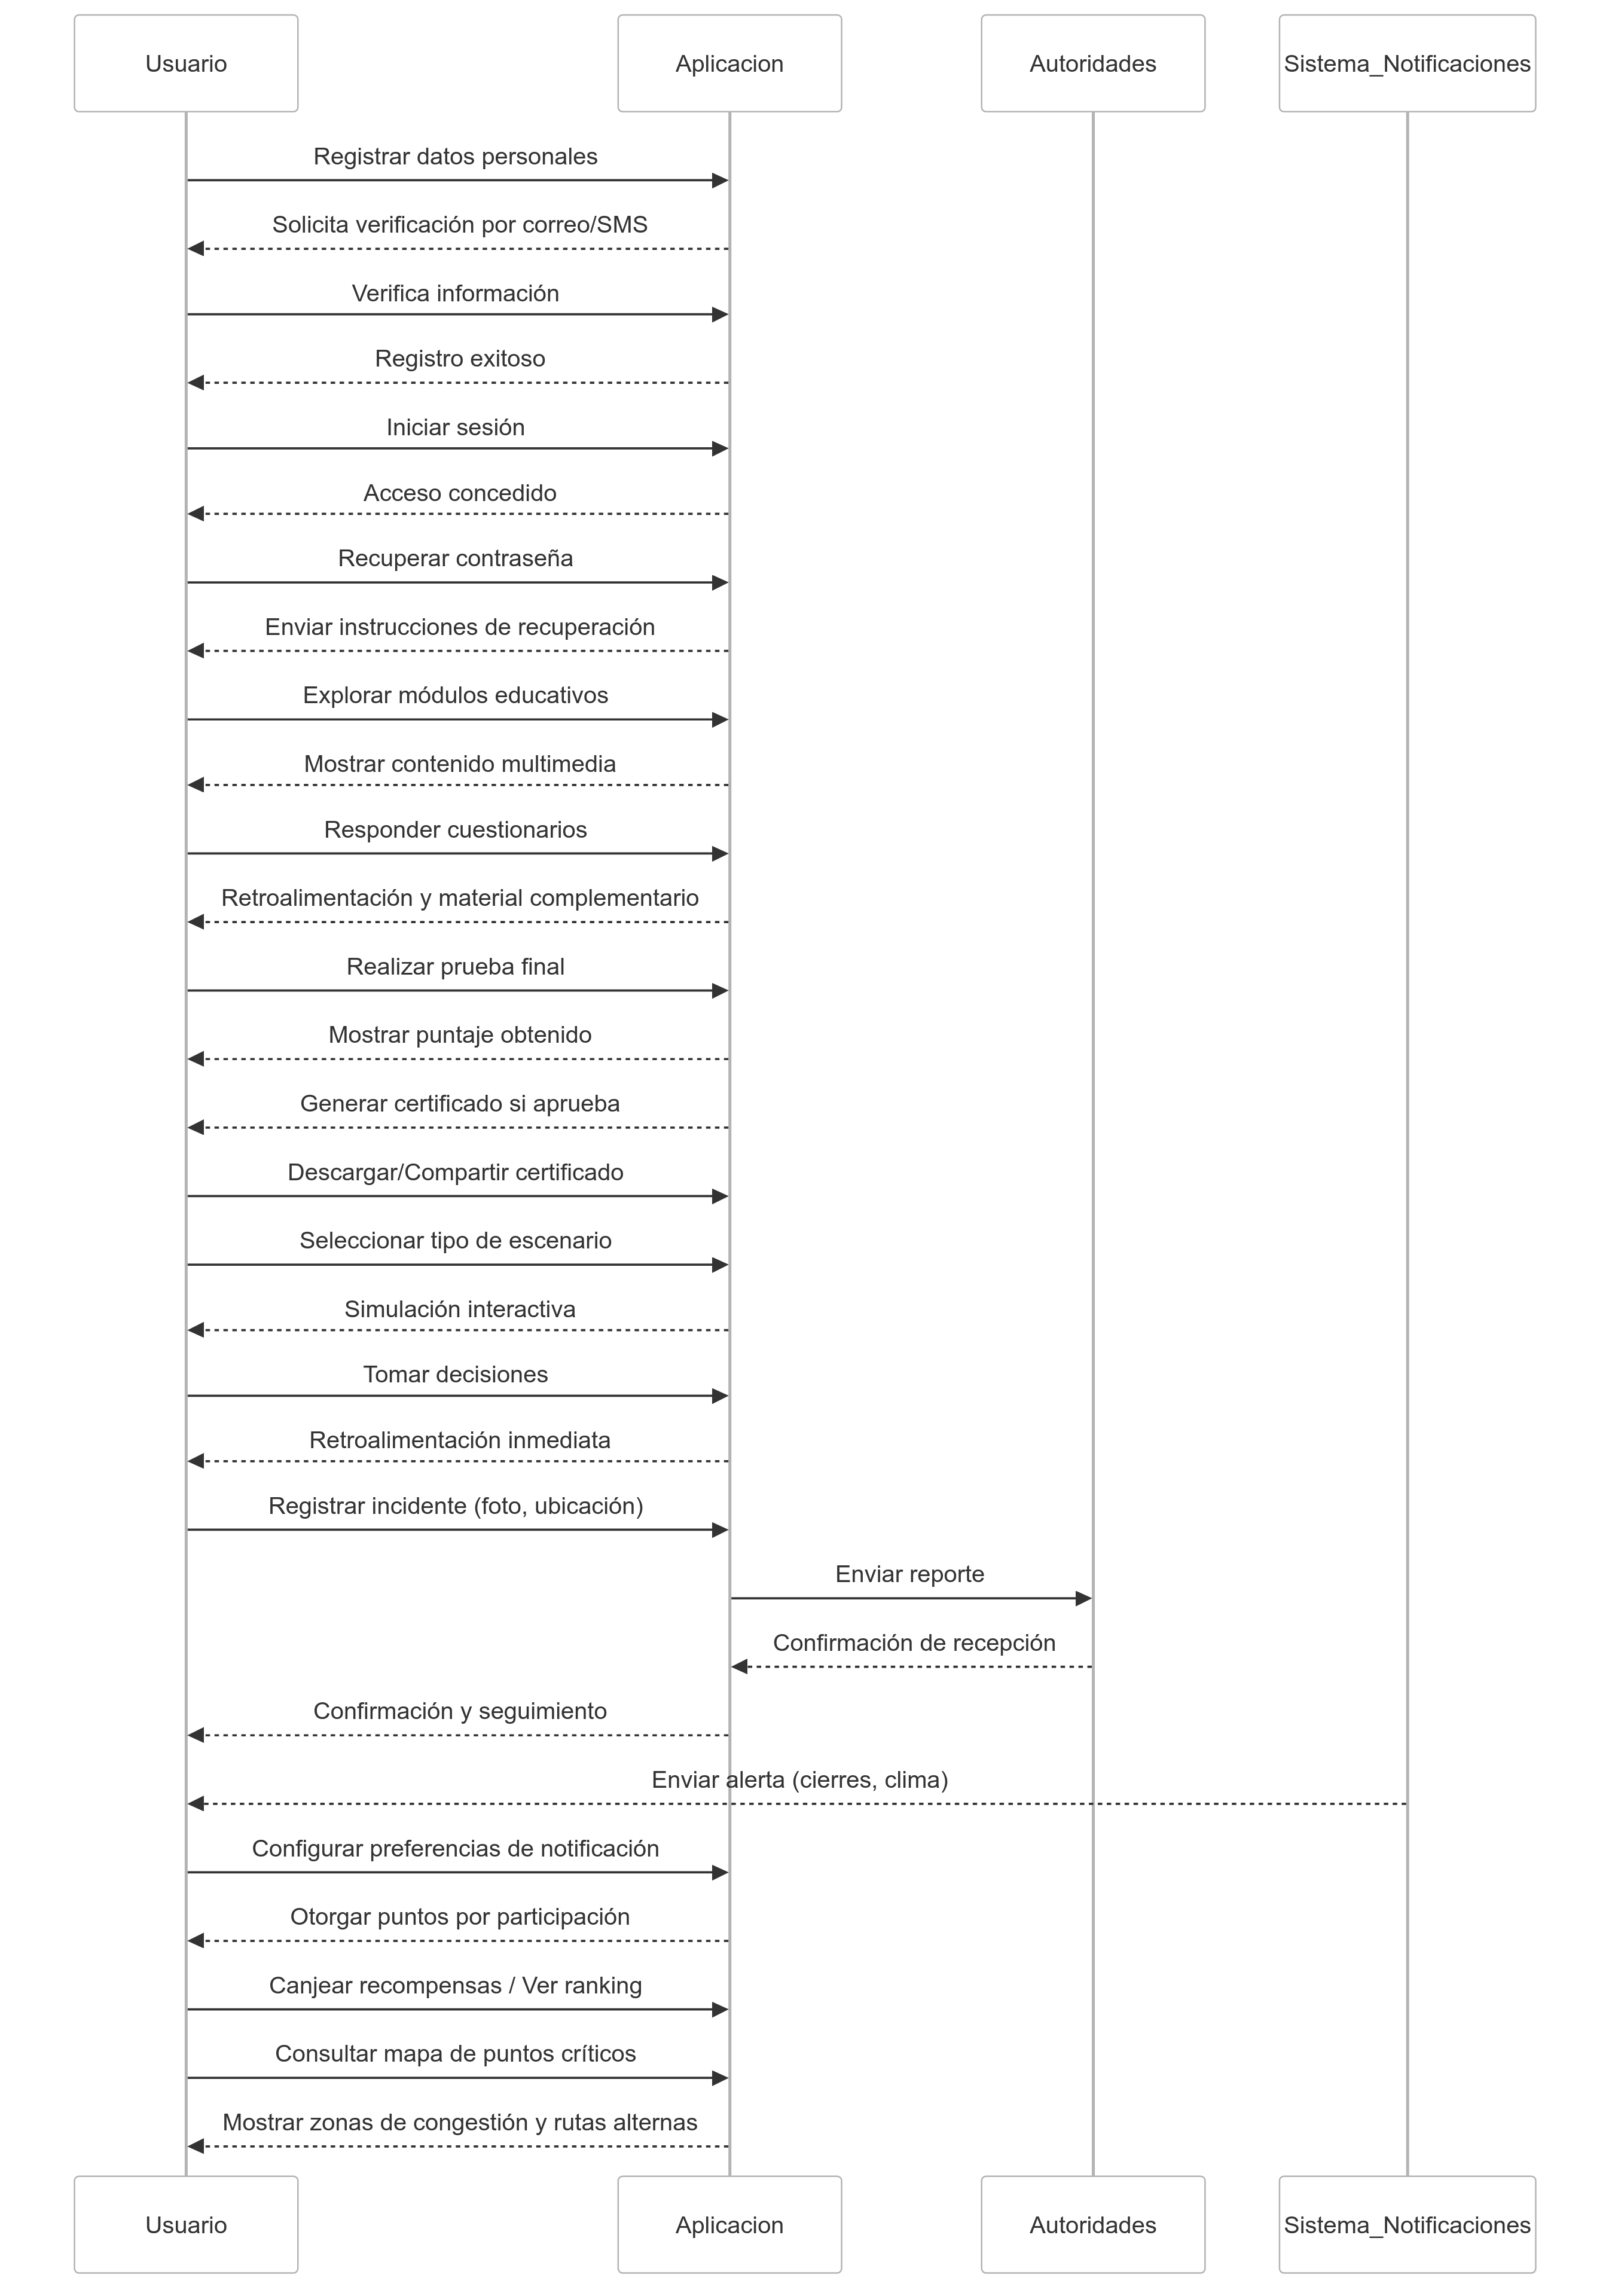 Usuario
Aplicacion
Autoridades
Sistema_Notificaciones
Registrar datos personales
Solicita verificación por correo/SMS
Verifica información
Registro exitoso
Iniciar sesión
Acceso concedido
Recuperar contraseña
Enviar instrucciones de recuperación
Explorar módulos educativos
Mostrar contenido multimedia
Responder cuestionarios
Retroalimentación y material complementario
Realizar prueba final
Mostrar puntaje obtenido
Generar certificado si aprueba
Descargar/Compartir certificado
Seleccionar tipo de escenario
Simulación interactiva
Tomar decisiones
Retroalimentación inmediata
Registrar incidente (foto, ubicación)
Enviar reporte
Confirmación de recepción
Confirmación y seguimiento
Enviar alerta (cierres, clima)
Configurar preferencias de notificación
Otorgar puntos por participación
Canjear recompensas / Ver ranking
Consultar mapa de puntos críticos
Mostrar zonas de congestión y rutas alternas
Usuario
Aplicacion
Autoridades
Sistema_Notificaciones